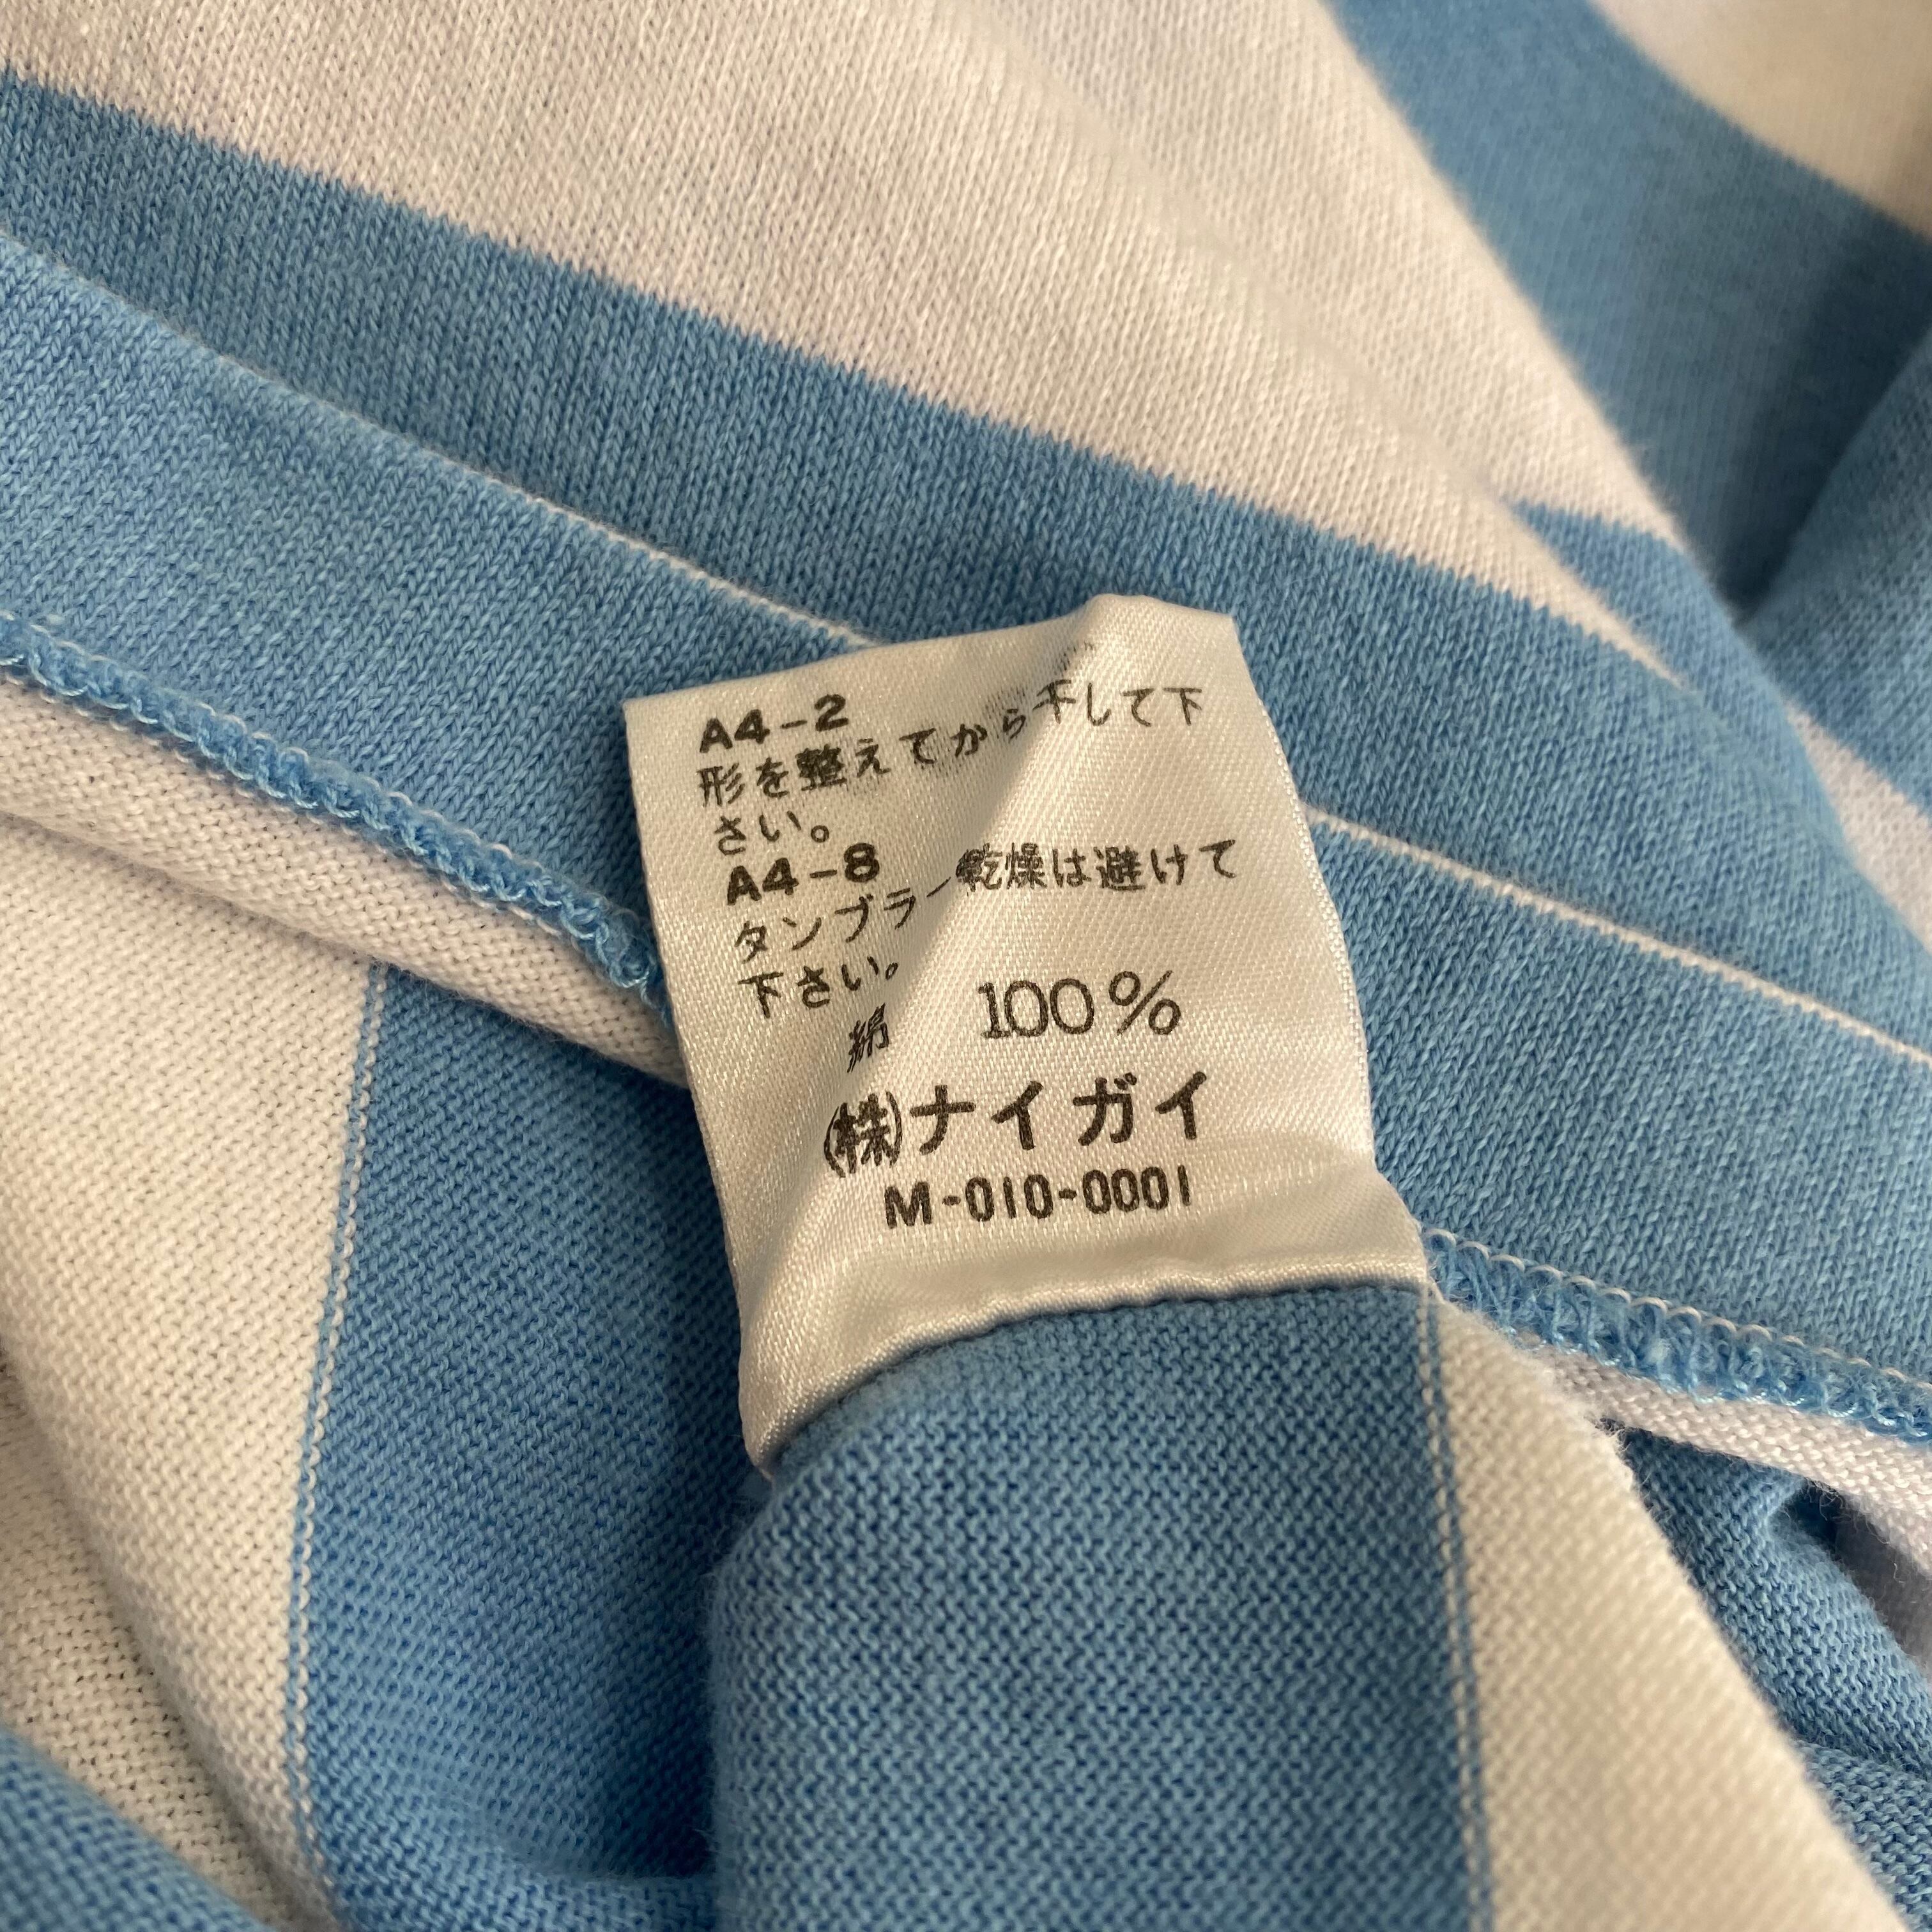 A4-2
形を整えてから干して下
さい。
A4-8
タンブラー乾燥は避けて
下さい。
綿 100%
(株)ナイガイ
M-010-0001